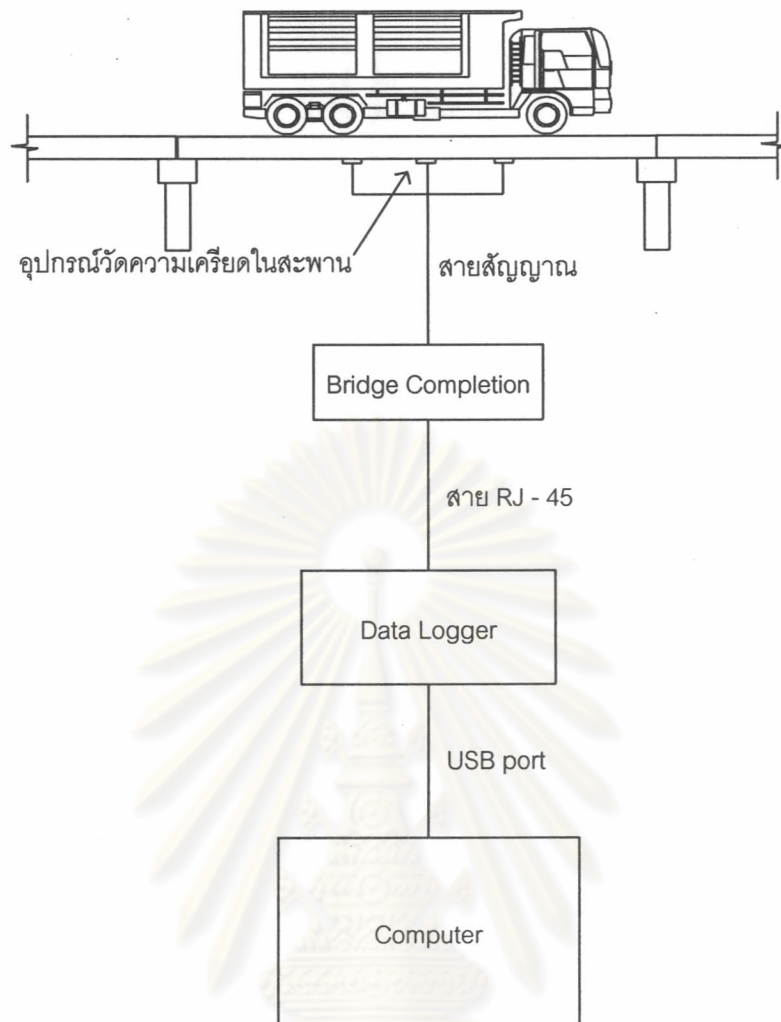 อุปกรณ์วัดความเครียดในสะพาน
สายสัญญาณ
Bridge Completion
สาย RJ - 45
Data Logger
USB port
Computer